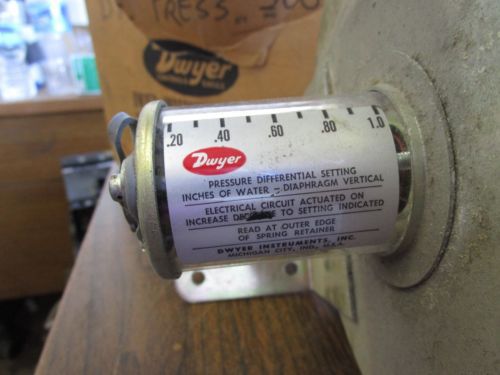 PRESS
Dwyer
.20 .40 .60 .80 1.0
Dwyer
PRESSURE DIFFERENTIAL SETTING
INCHES OF WATER - DIAPHRAGM VERTICAL
ELECTRICAL CIRCUIT ACTUATED ON
INCREASE TO SETTING INDICATED
READ AT OUTER EDGE
OF SPRING RETAINER
DWYER INSTRUMENTS, INC.
MICHIGAN CITY, IND., U.S.A.